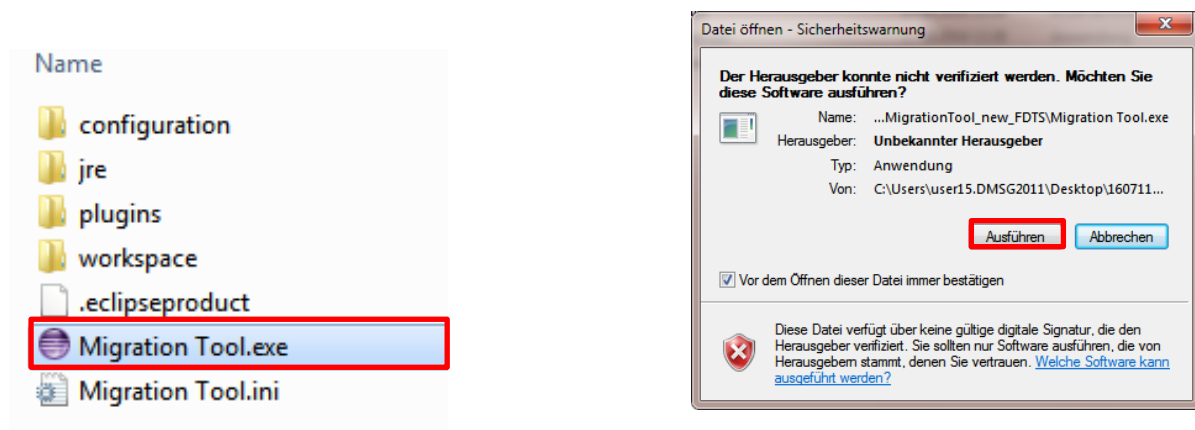 Name
configuration
jre
plugins
workspace
.eclipseproduct
Migration Tool.exe
Migration Tool.ini
Datei öffnen - Sicherheitswarnung
Der Herausgeber konnte nicht verifiziert werden. Möchten Sie
diese Software ausführen?
Name: ...MigrationTool_new_FDTS\Migration Tool.exe
Herausgeber: Unbekannter Herausgeber
Typ: Anwendung
Von: C:\Users\user15.DMSG2011\Desktop\160711...
Ausführen Abbrechen
Vor dem Öffnen dieser Datei immer bestätigen
Diese Datei verfügt über keine gültige digitale Signatur, die den
Herausgeber verifiziert. Sie sollten nur Software ausführen, die von
Herausgebern stammt, denen Sie vertrauen. Welche Software kann
ausgeführt werden?